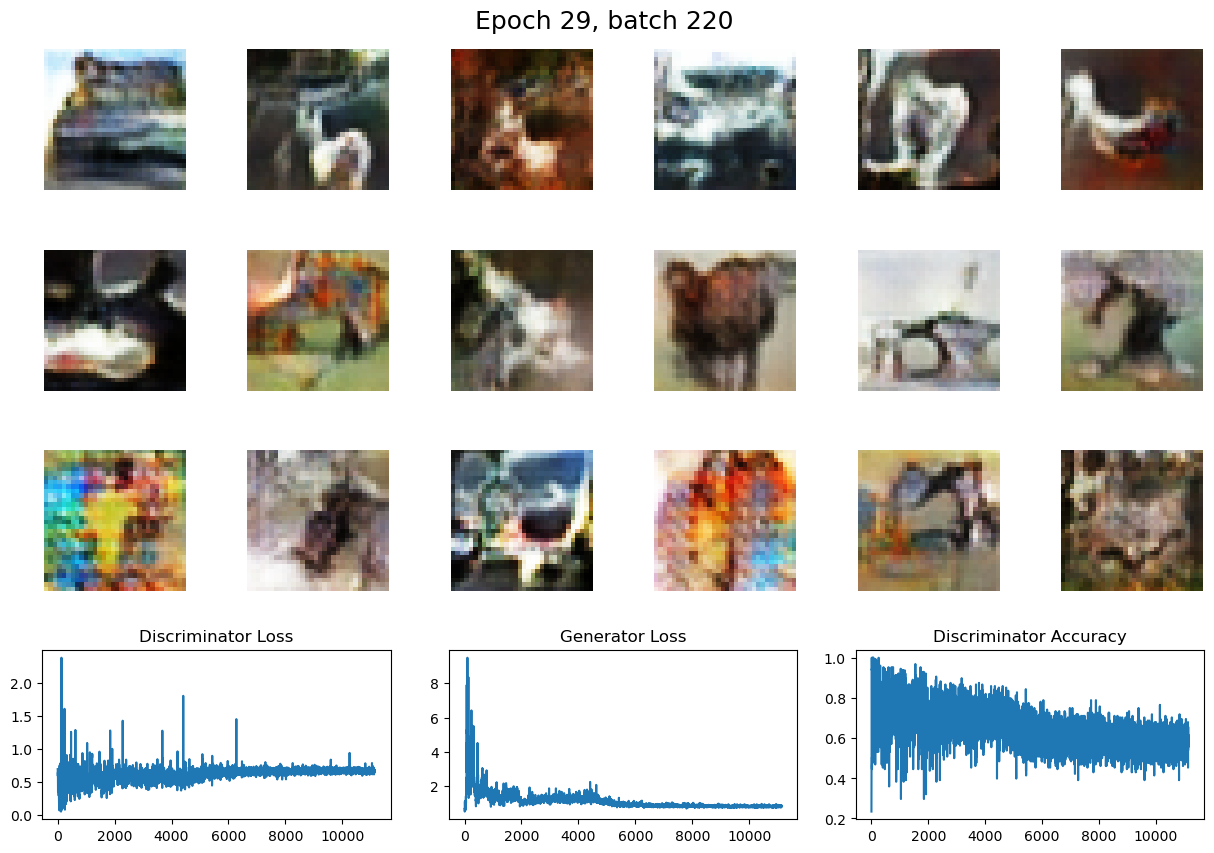 Epoch 29, batch 220
Discriminator Loss
Generator Loss
Discriminator Accuracy
2.0
1.5
1.0
0.5
0.0
0 2000 4000 6000 8000 10000
8
6
4
2
0 2000 4000 6000 8000 10000
1.0
0.8
0.6
0.4
0.2
0 2000 4000 6000 8000 10000